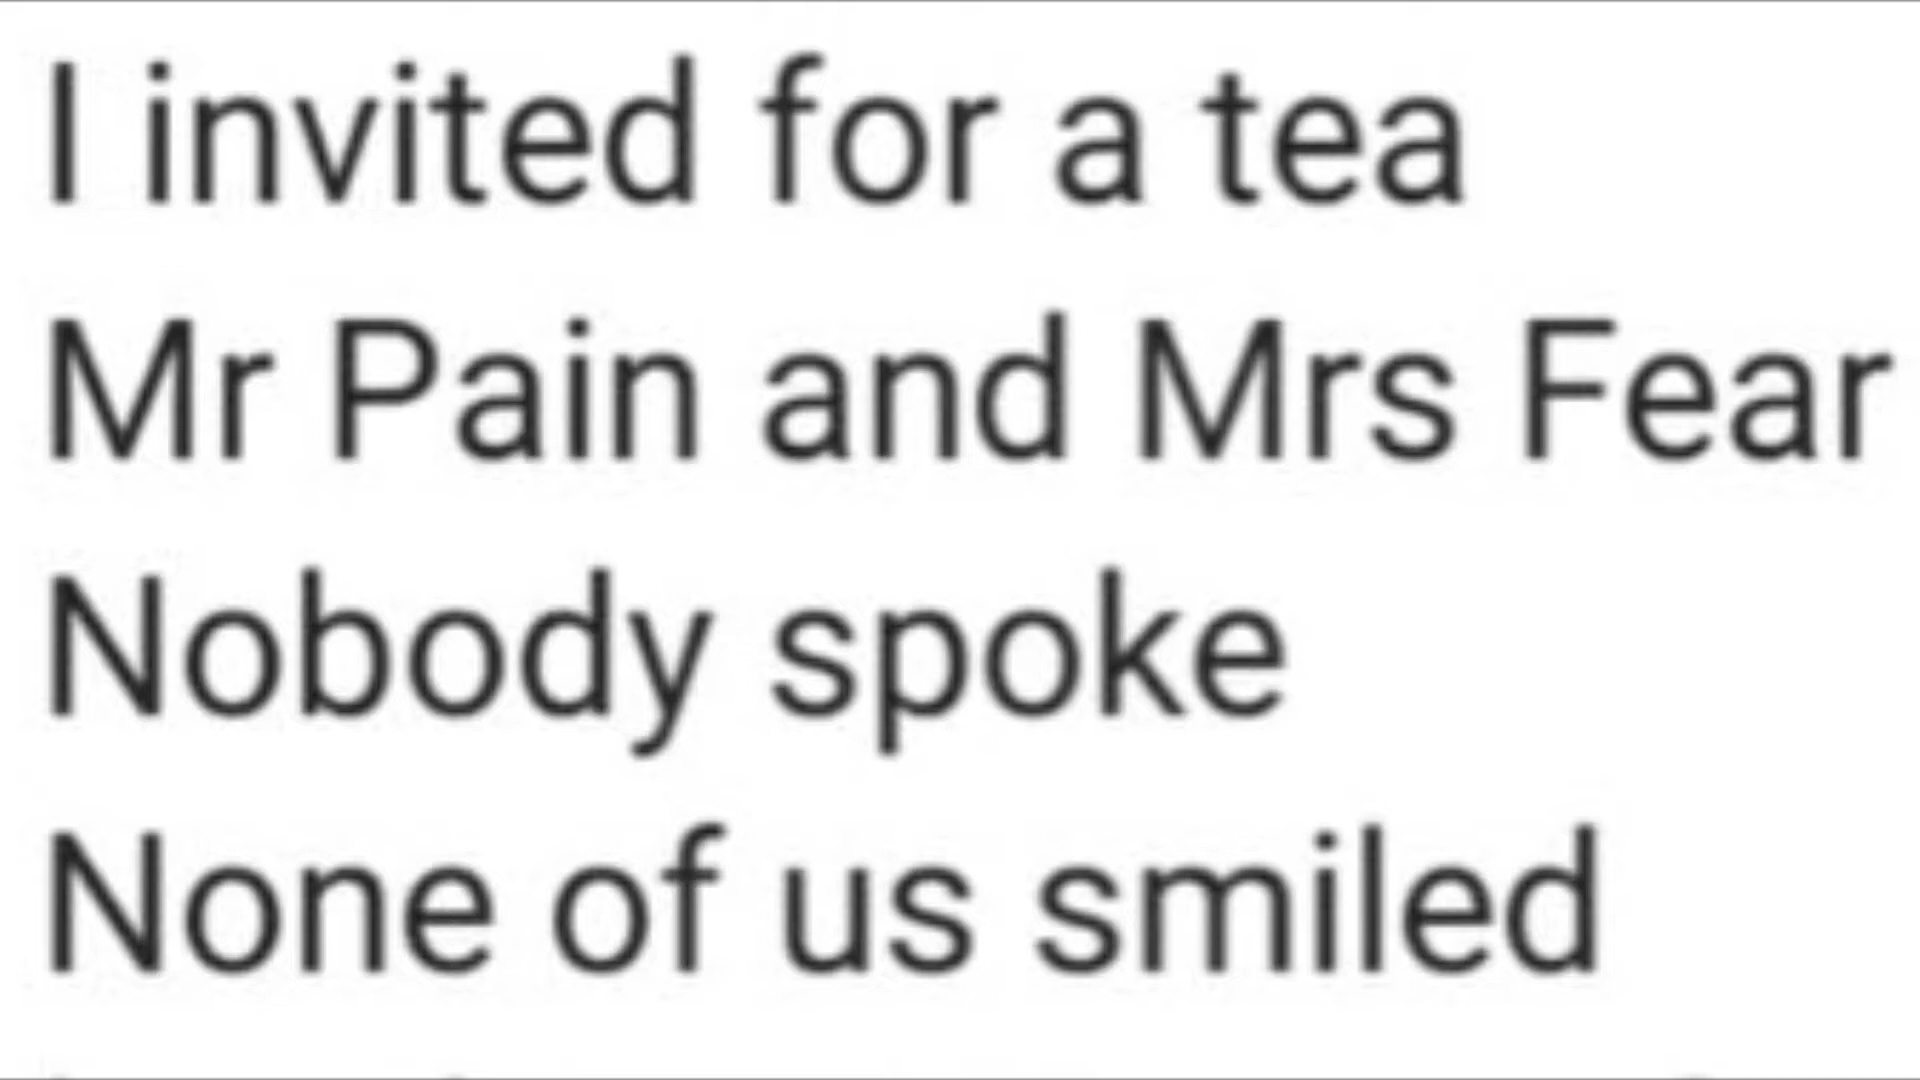 I invited for a tea
Mr Pain and Mrs Fear
Nobody spoke
None of us smiled